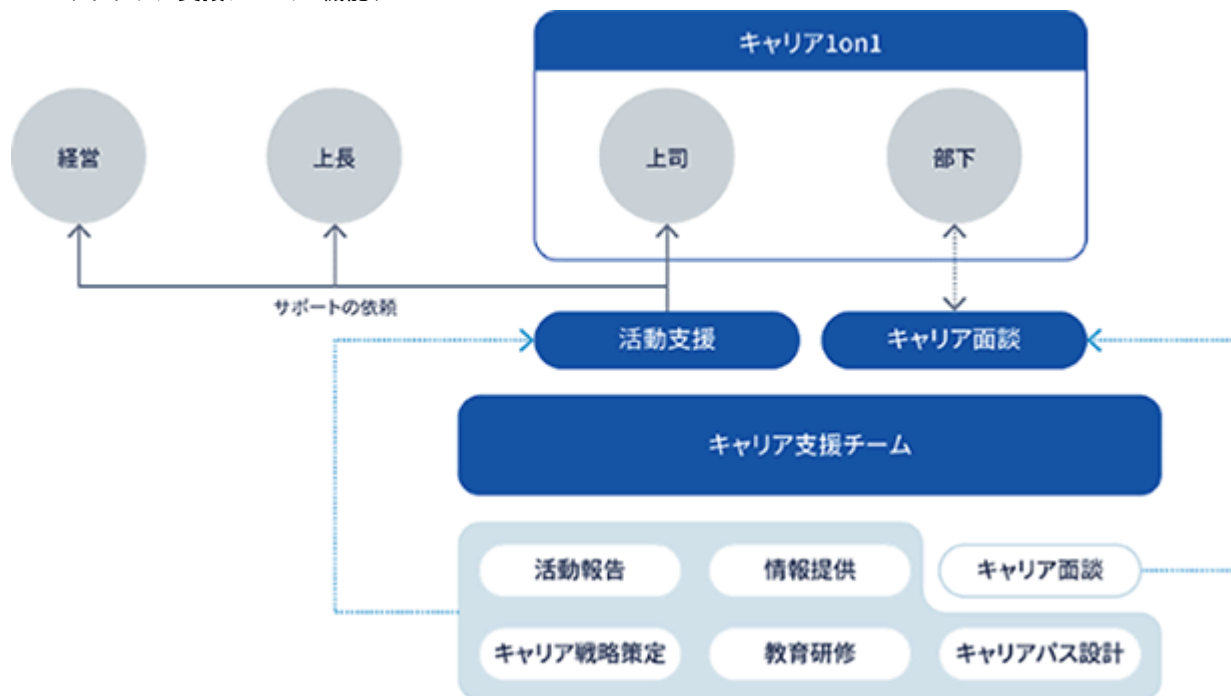 キャリア1on1
経営
上長
上司
部下
サポートの依頼
活動支援
キャリア面談
キャリア支援チーム
活動報告
情報提供
キャリア面談
キャリア戦略策定
教育研修
キャリアパス設計